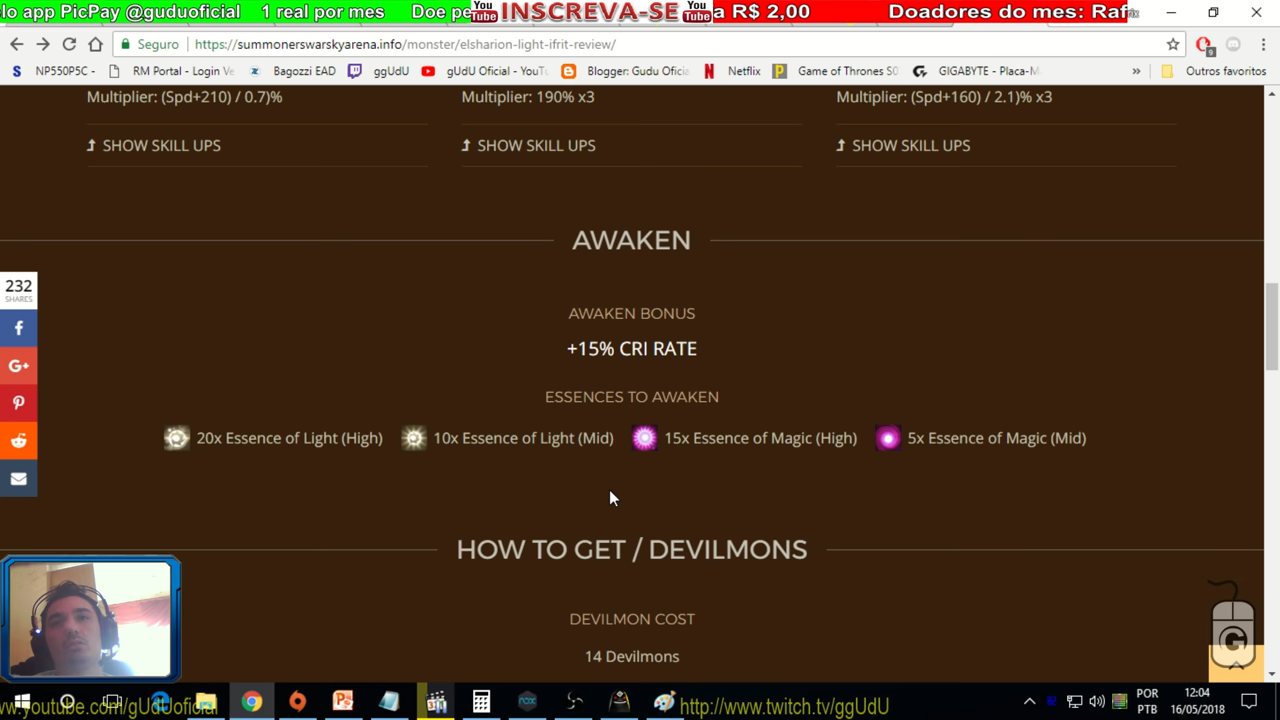 lo app PicPay @guduoficial 1 real por mes Doe pe You Tube INSCREVA-SE You Tube a R$ 2,00 Doadores do mes: Raf
Seguro https://summonerswarskyarena.info/monster/elsharion-light-ifrit-review/
9
S NP550P5C - RM Portal - Login Ve Bagozzi EAD ggUdU gUdU Oficial - YouT Blogger: Gudu Oficia N Netflix P Game of Thrones S0 GIGABYTE - Placa-M » Outros favoritos
Multiplier: (Spd+210) / 0.7)% Multiplier: 190% x3 Multiplier: (Spd+160) / 2.1)% x3
SHOW SKILL UPS SHOW SKILL UPS SHOW SKILL UPS
AWAKEN
232
SHARES
AWAKEN BONUS
+15% CRI RATE
ESSENCES TO AWAKEN
20x Essence of Light (High) 10x Essence of Light (Mid) 15x Essence of Magic (High) 5x Essence of Magic (Mid)
HOW TO GET / DEVILMONS
DEVILMON COST
14 Devilmons
G
POR
PTB
12:04
16/05/2018
ww.youtube.com/gUdUoficial http://www.twitch.tv/ggUdU